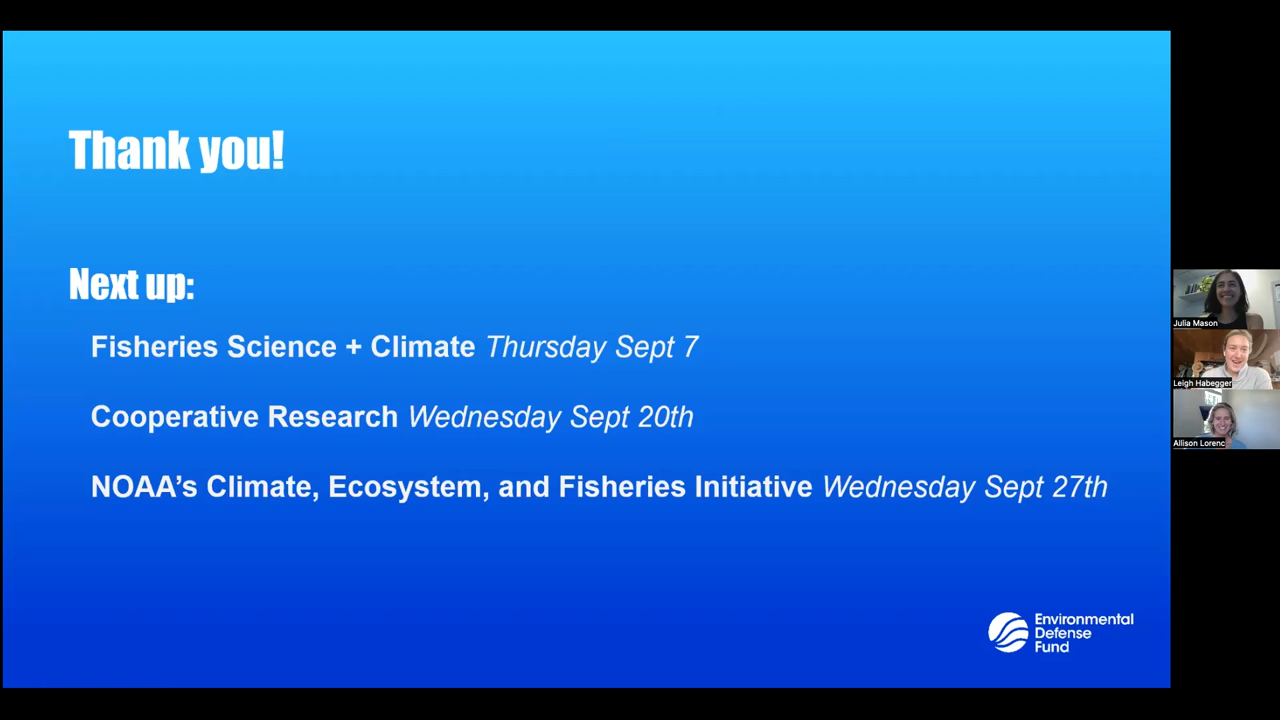 Thank you!
Next up:
Fisheries Science + Climate Thursday Sept 7
Cooperative Research Wednesday Sept 20th
NOAA's Climate, Ecosystem, and Fisheries Initiative Wednesday Sept 27th
Environmental
Defense
Fund
Julia Mason
Leigh Habegger
Allison Lorenc